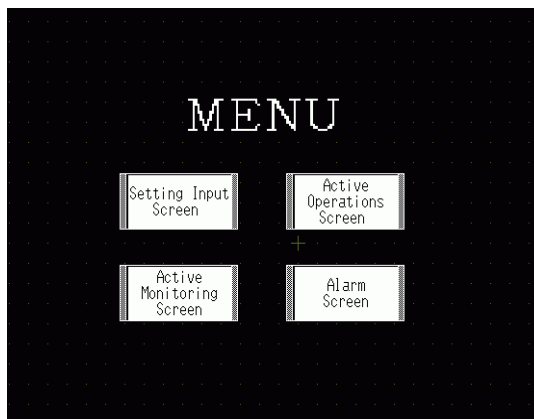 MENU
Setting Input
Screen
Active
Operations
Screen
Active
Monitoring
Screen
Alarm
Screen